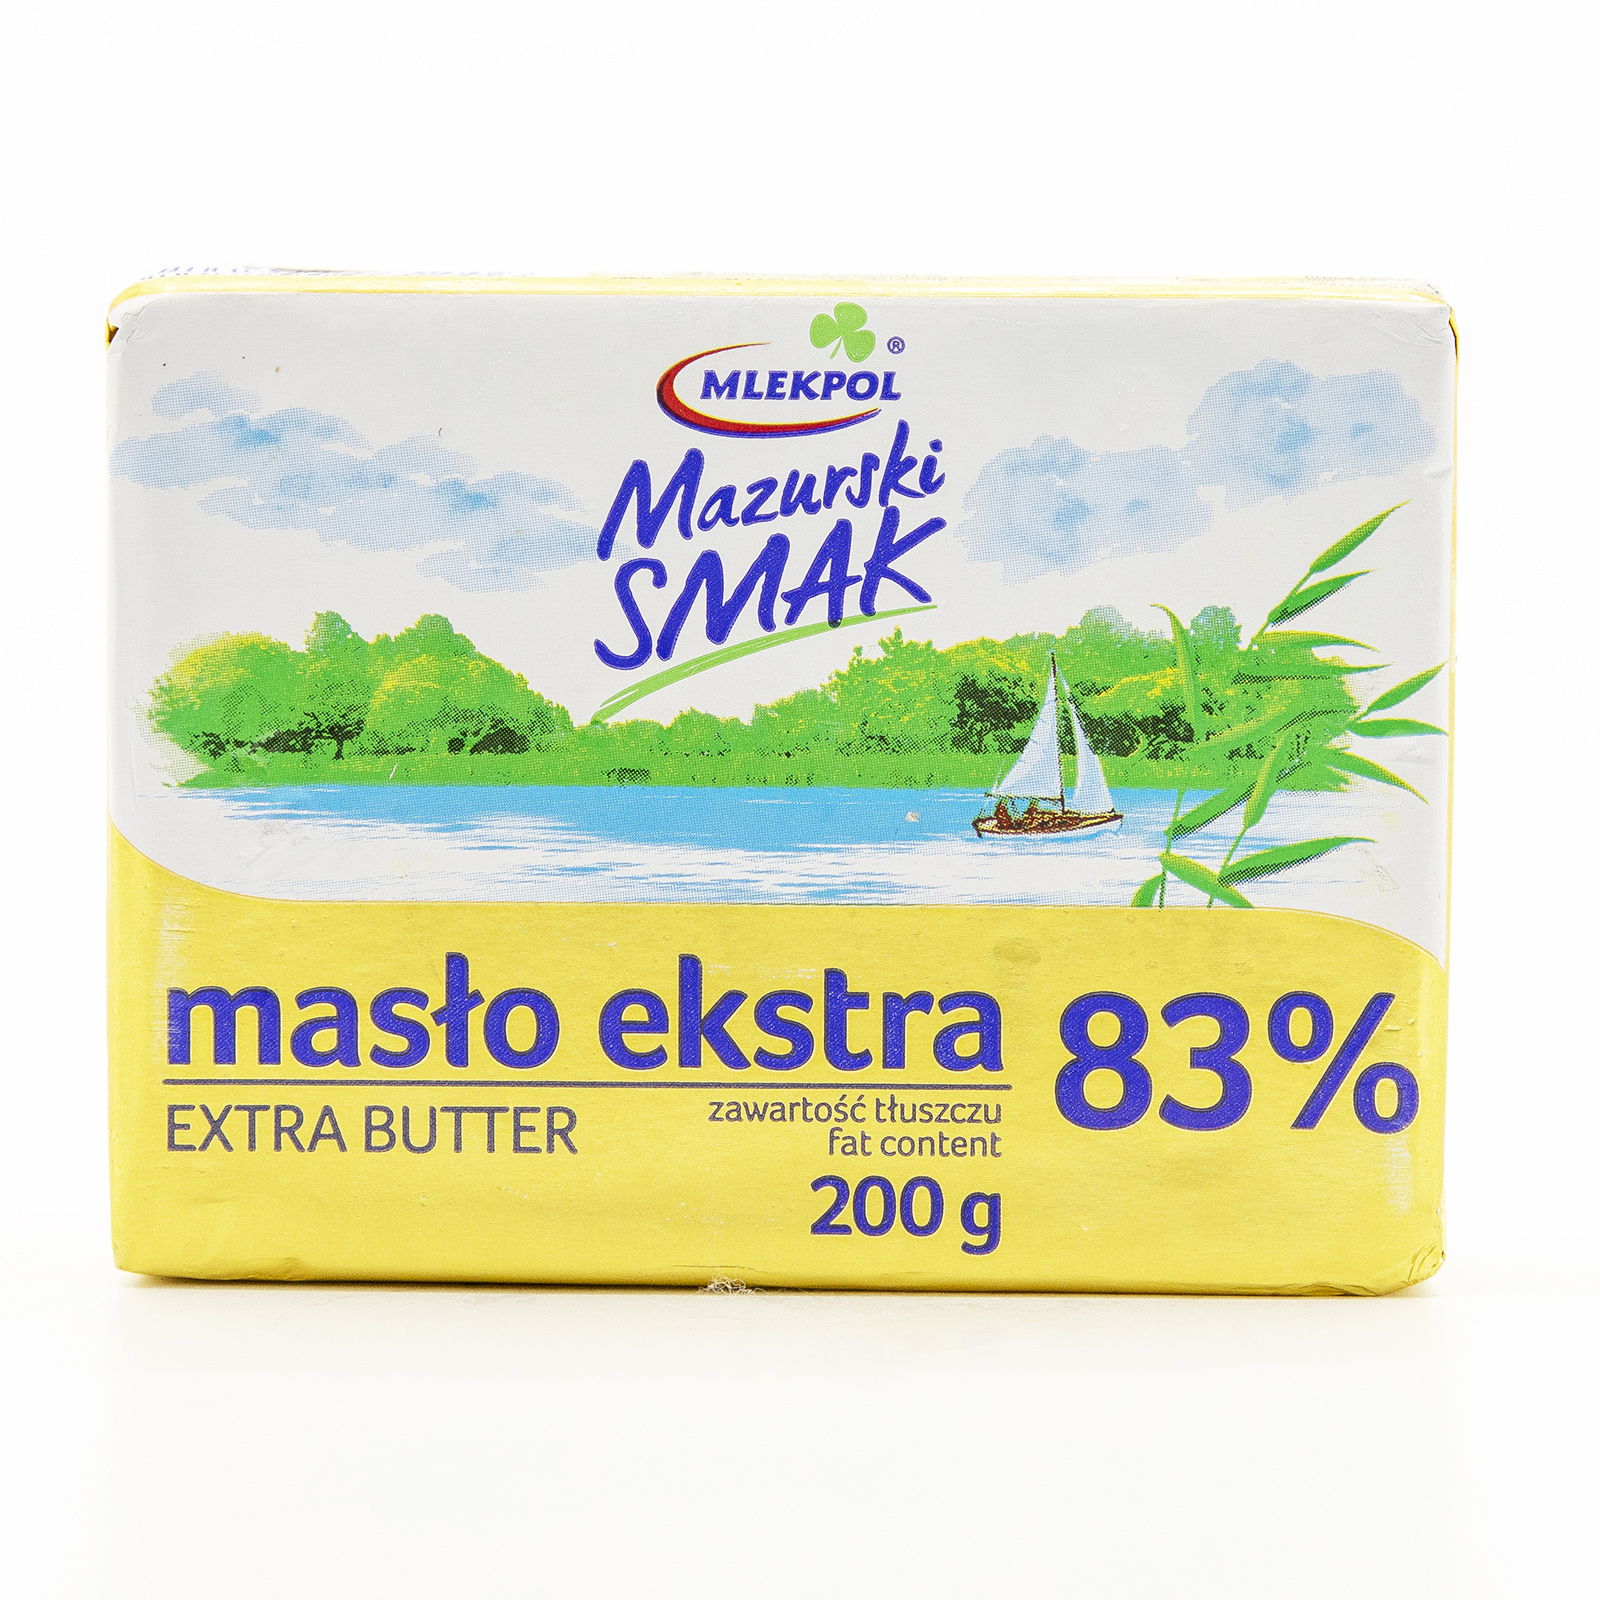 MLEKPOL ®
Mazurski
SMAK
masło ekstra 83%
EXTRA BUTTER
zawartość tłuszczu
fat content
200 g